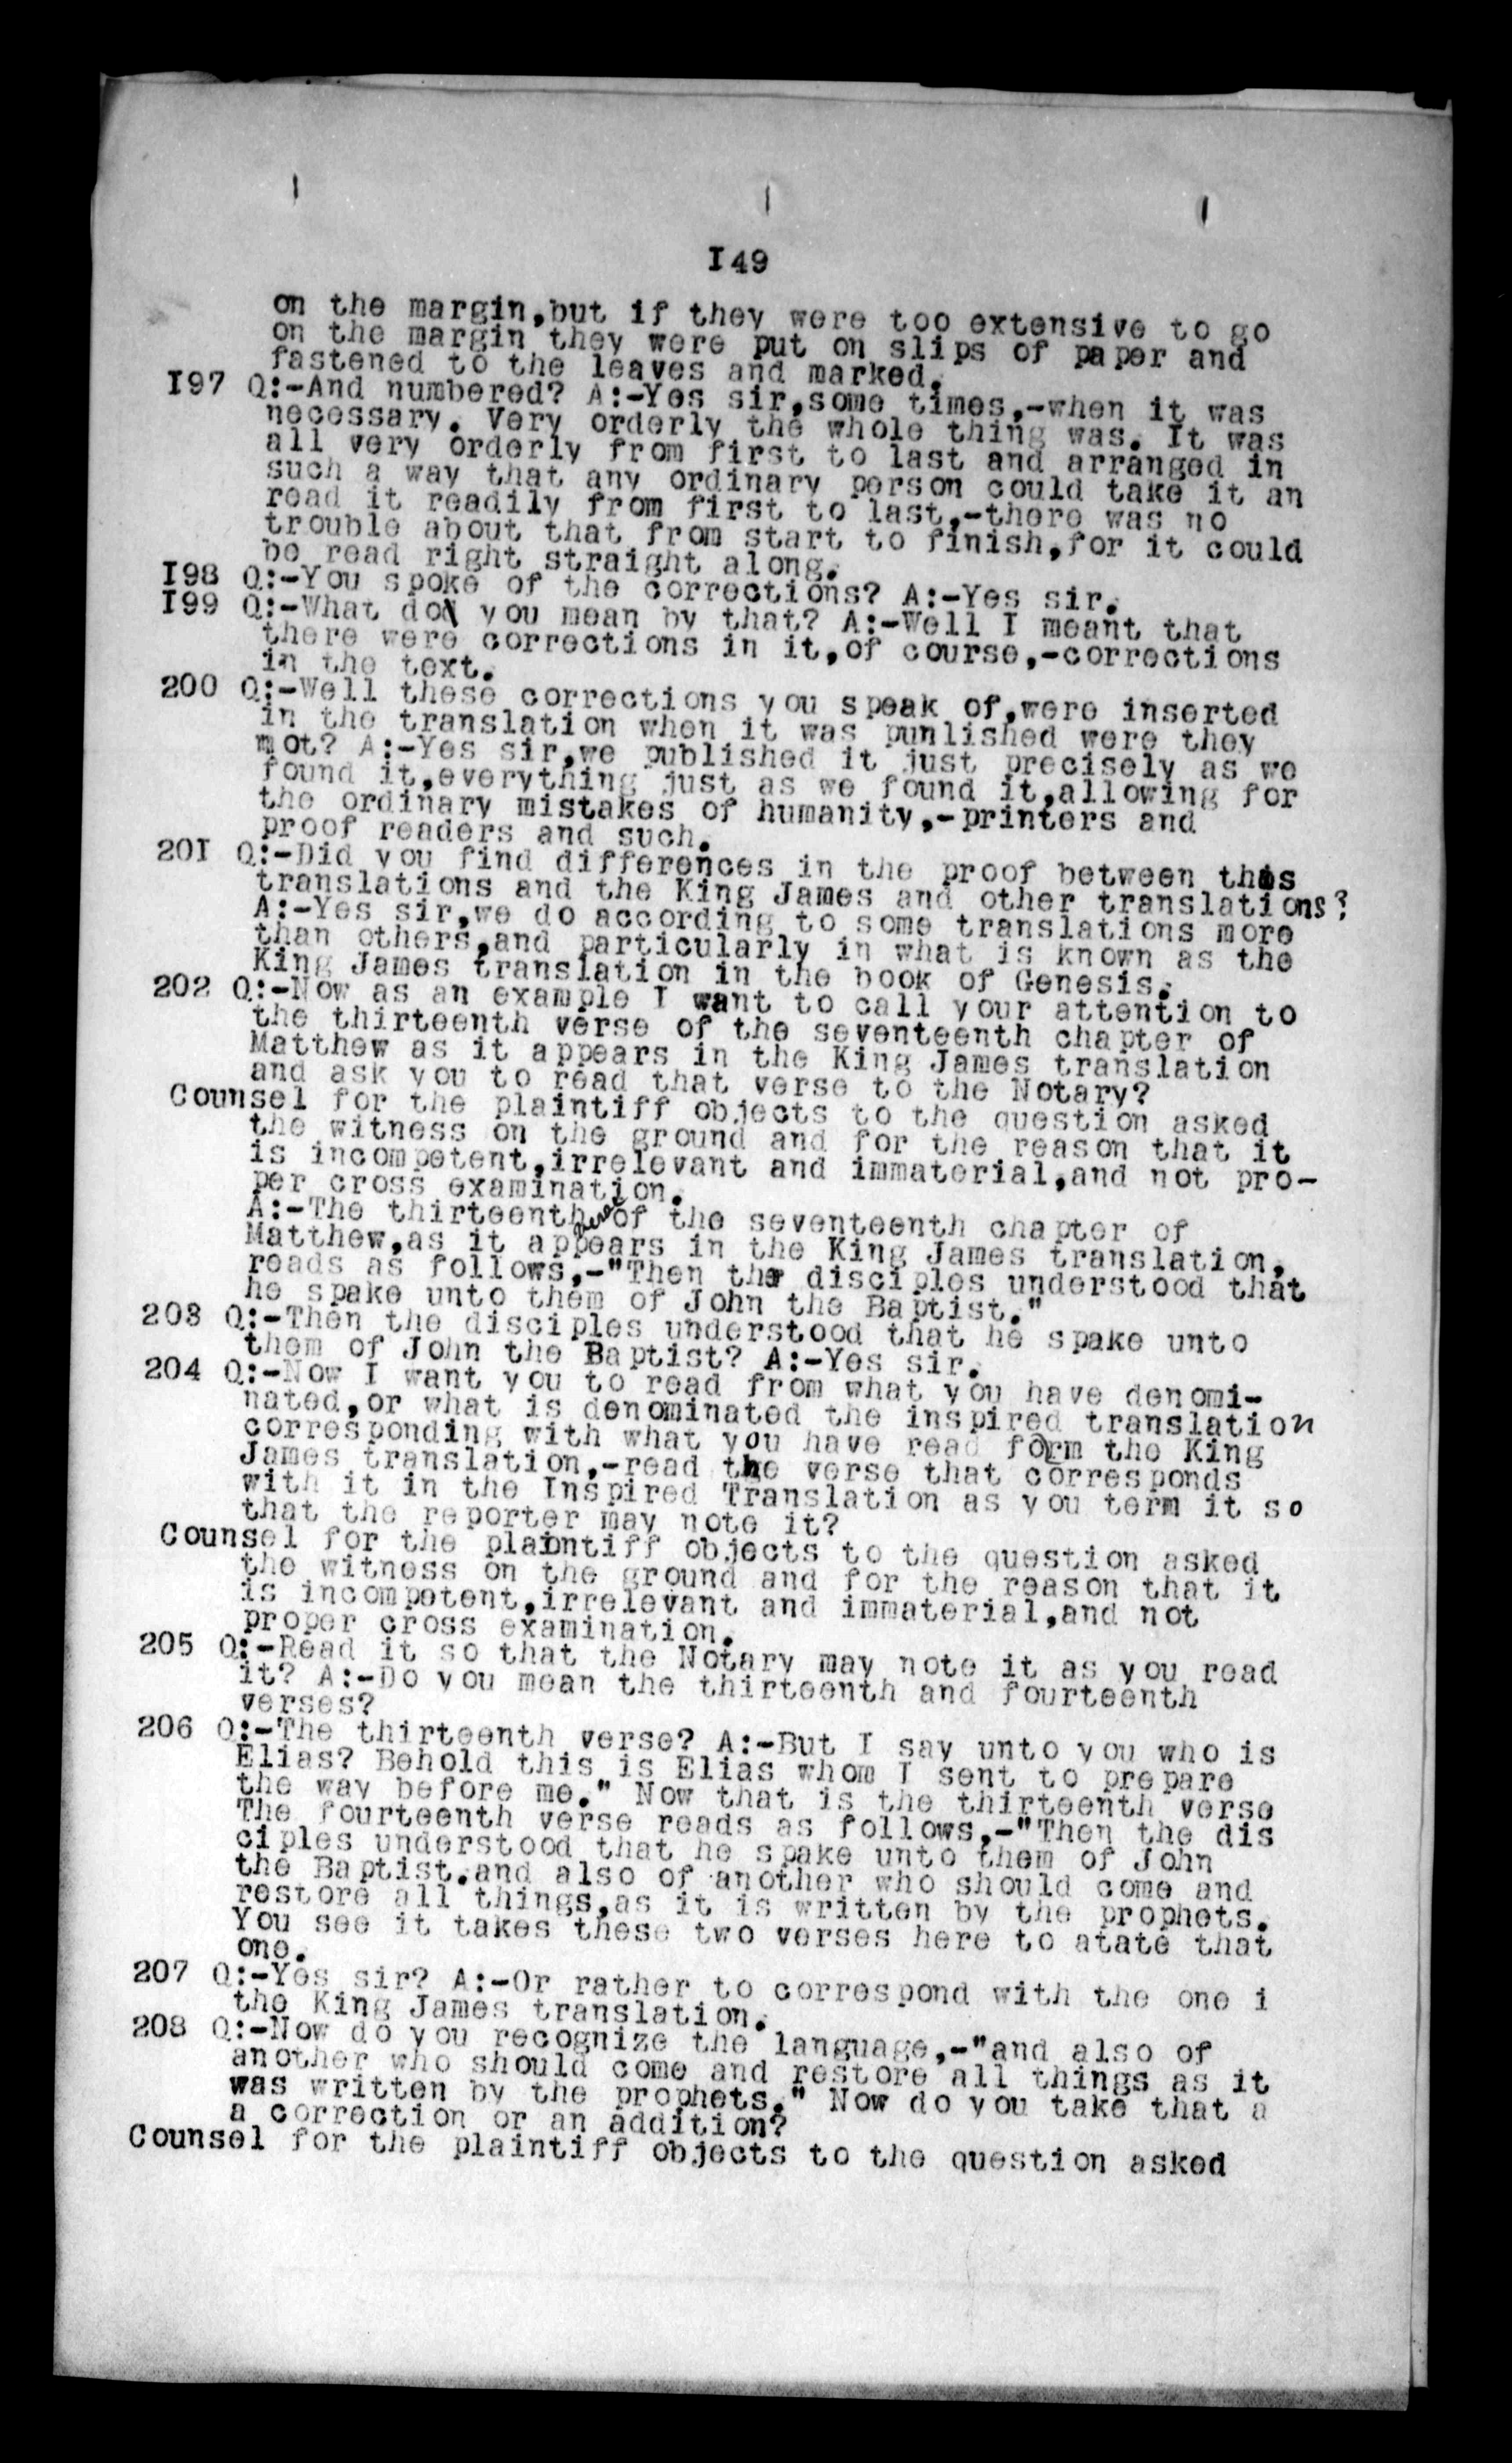 I49
on the margin,but if they were too extensive to go
on the margin they were put on slips of paper and
fastened to the leaves and marked.
I97 Q:-And numbered? A:-Yes sir,some times,-when it was
necessary. Very orderly the whole thing was. It was
all very orderly from first to last and arranged in
such a way that any ordinary person could take it an
read it readily from first to last,-there was no
trouble about that from start to finish,for it could
be read right straight along.
I98 Q:-You spoke of the corrections? A:-Yes sir.
I99 Q:-What do you mean by that? A:-Well I meant that
there were corrections in it,of course,-corrections
in the text.
200 Q:-Well these corrections you speak of,were inserted
in the translation when it was punlished were they
mot? A:-Yes sir,we published it just precisely as we
found it,everything just as we found it,allowing for
the ordinary mistakes of humanity,-printers and
proof readers and such.
20I Q:-Did you find differences in the proof between this
translations and the King James and other translations?
A:-Yes sir,we do according to some translations more
than others,and particularly in what is known as the
King James translation in the book of Genesis.
202 Q:-Now as an example I want to call your attention to
the thirteenth verse of the seventeenth chapter of
Matthew as it appears in the King James translation
and ask you to read that verse to the Notary?
Counsel for the plaintiff objects to the question asked
the witness on the ground and for the reason that it
is incompetent,irrelevant and immaterial,and not pro-
per cross examination.
A:-The thirteenth verse of the seventeenth chapter of
Matthew,as it appears in the King James translation,
reads as follows,-"Then the disciples understood that
he spake unto them of John the Baptist."
203 Q:-Then the disciples understood that he spake unto
them of John the Baptist? A:-Yes sir.
204 Q:-Now I want you to read from what you have denomi-
nated,or what is denominated the inspired translation
corresponding with what you have read form the King
James translation,-read the verse that corresponds
with it in the Inspired Translation as you term it so
that the reporter may note it?
Counsel for the plaintiff objects to the question asked
the witness on the ground and for the reason that it
is incompetent,irrelevant and immaterial,and not
proper cross examination.
205 Q:-Read it so that the Notary may note it as you read
it? A:-Do you mean the thirteenth and fourteenth
verses?
206 Q:-The thirteenth verse? A:-But I say unto you who is
Elias? Behold this is Elias whom I sent to prepare
the way before me." Now that is the thirteenth verse
The fourteenth verse reads as follows,-"Then the dis
ciples understood that he spake unto them of John
the Baptist.and also of another who should come and
restore all things,as it is written by the prophets.
You see it takes these two verses here to atate that
one.
207 Q:-Yes sir? A:-Or rather to correspond with the one i
the King James translation.
208 Q:-Now do you recognize the language,-"and also of
another who should come and restore all things as it
was written by the prophets." Now do you take that a
a correction or an addition?
Counsel for the plaintiff objects to the question asked